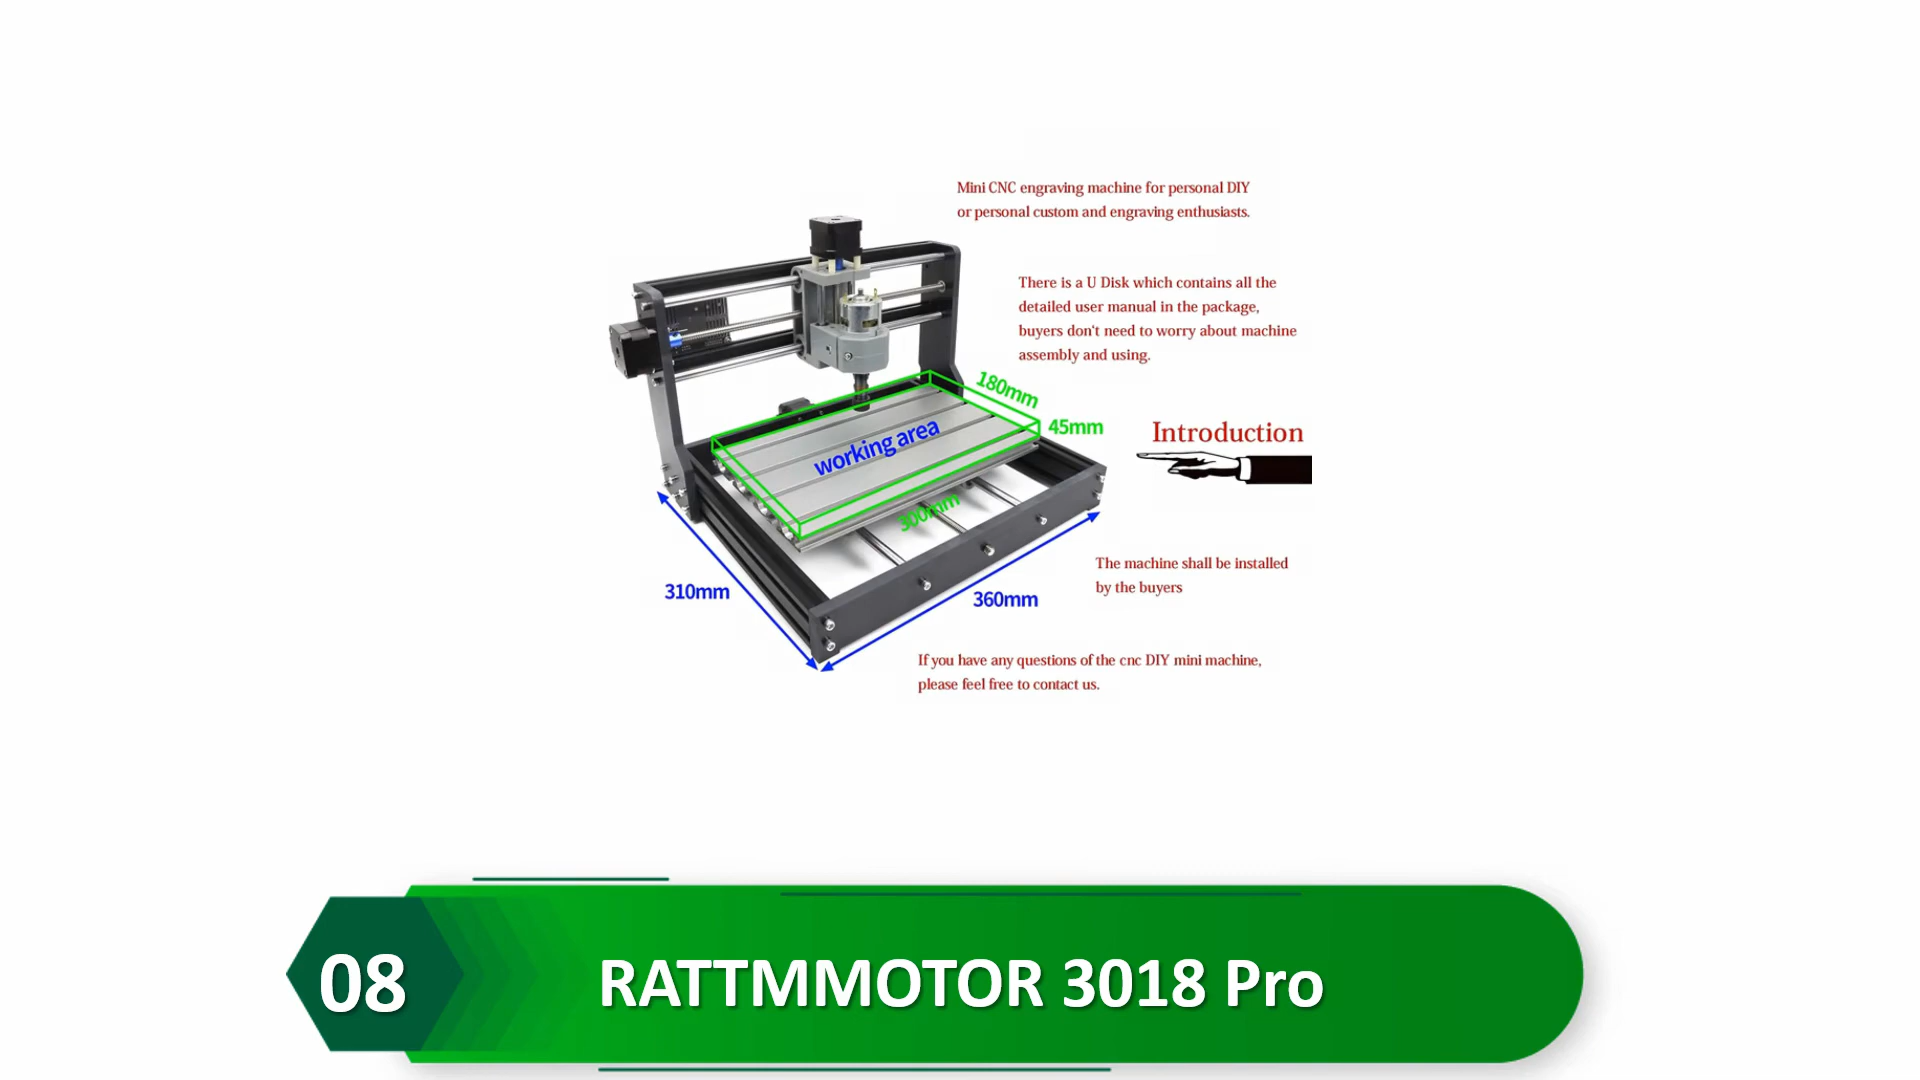 Mini CNC engraving machine for personal DIY
or personal custom and engraving enthusiasts.
There is a U Disk which contains all the
detailed user manual in the package,
buyers don't need to worry about machine
assembly and using.
180mm
45mm
working area
300mm
Introduction
310mm
360mm
The machine shall be installed
by the buyers
If you have any questions of the cnc DIY mini machine,
please feel free to contact us.
08
RATTMMOTOR 3018 Pro